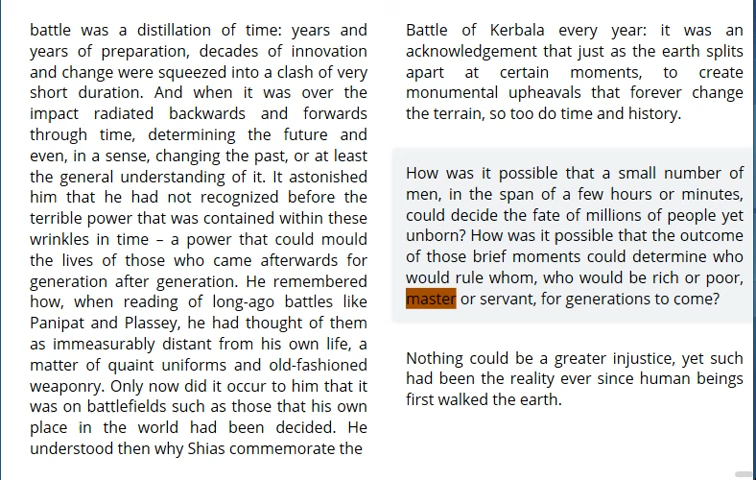 battle was a distillation of time: years and
years of preparation, decades of innovation
and change were squeezed into a clash of very
short duration. And when it was over the
impact radiated backwards and forwards
through time, determining the future and
even, in a sense, changing the past, or at least
the general understanding of it. It astonished
him that he had not recognized before the
terrible power that was contained within these
wrinkles in time – a power that could mould
the lives of those who came afterwards for
generation after generation. He remembered
how, when reading of long-ago battles like
Panipat and Plassey, he had thought of them
as immeasurably distant from his own life, a
matter of quaint uniforms and old-fashioned
weaponry. Only now did it occur to him that it
was on battlefields such as those that his own
place in the world had been decided. He
understood then why Shias commemorate the
Battle of Kerbala every year: it was an
acknowledgement that just as the earth splits
apart at certain moments, to create
monumental upheavals that forever change
the terrain, so too do time and history.
How was it possible that a small number of
men, in the span of a few hours or minutes,
could decide the fate of millions of people yet
unborn? How was it possible that the outcome
of those brief moments could determine who
would rule whom, who would be rich or poor,
master or servant, for generations to come?
Nothing could be a greater injustice, yet such
had been the reality ever since human beings
first walked the earth.